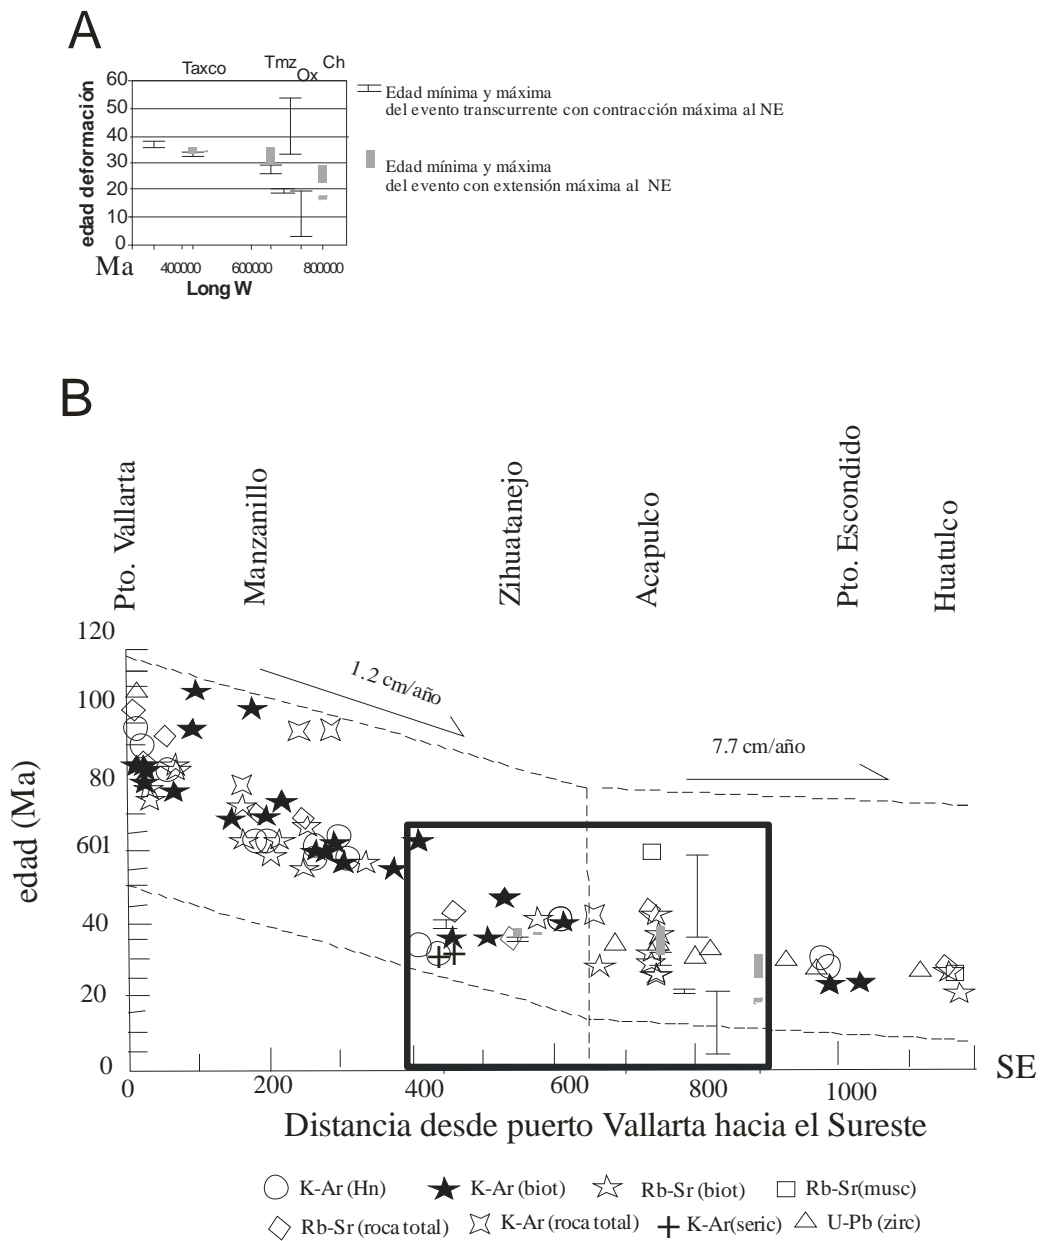 A
Taxco
Tmz
Ox
Ch
60
50
40
30
20
10
0
edad deformación
Ma
400000
600000
800000
Long W
Edad mínima y máxima
del evento transcurrente con contracción máxima al NE
Edad mínima y máxima
del evento con extensión máxima al NE
B
Pto. Vallarta
Manzanillo
Zihuatanejo
Acapulco
Pto. Escondido
Huatulco
120
100
80
601
40
20
0
edad (Ma)
1.2 cm/año
7.7 cm/año
0
200
400
600
800
1000
SE
Distancia desde puerto Vallarta hacia el Sureste
K-Ar (Hn)
K-Ar (biot)
Rb-Sr (biot)
Rb-Sr(musc)
Rb-Sr (roca total)
K-Ar (roca total)
K-Ar(seric)
U-Pb (zirc)